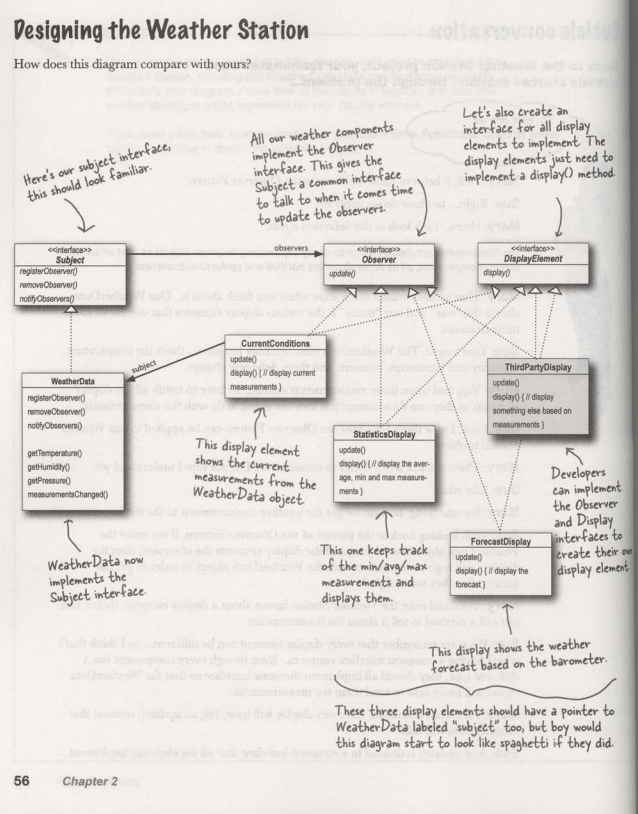 Designing the Weather Station
How does this diagram compare with yours?
Here's our subject interface,
this should look familiar.
All our weather components
implement the Observer
interface. This gives the
Subject a common interface
to talk to when it comes time
to update the observers.
Let's also create an
interface for all display
elements to implement. The
display elements just need to
implement a display() method.
<<interface>>
Subject
registerObserver()
removeObserver()
notifyObservers()
observers
<<interface>>
Observer
update()
<<interface>>
DisplayElement
display()
subject
WeatherData
registerObserver()
removeObserver()
notifyObservers()
getTemperature()
getHumidity()
getPressure()
measurementsChanged()
CurrentConditions
update()
display() { // display current
measurements }
ThirdPartyDisplay
update()
display() { // display
something else based on
measurements }
This display element
shows the current
measurements from the
WeatherData object.
StatisticsDisplay
update()
display() { // display the aver-
age, min and max measure-
ments }
Developers
can implement
the Observer
and Display
interfaces to
create their own
display element
WeatherData now
implements the
Subject interface.
This one keeps track
of the min/avg/max
measurements and
displays them.
ForecastDisplay
update()
display() { // display the
forecast }
This display shows the weather
forecast based on the barometer.
These three display elements should have a pointer to
WeatherData labeled "subject" too, but boy would
this diagram start to look like spaghetti if they did.
56 Chapter 2